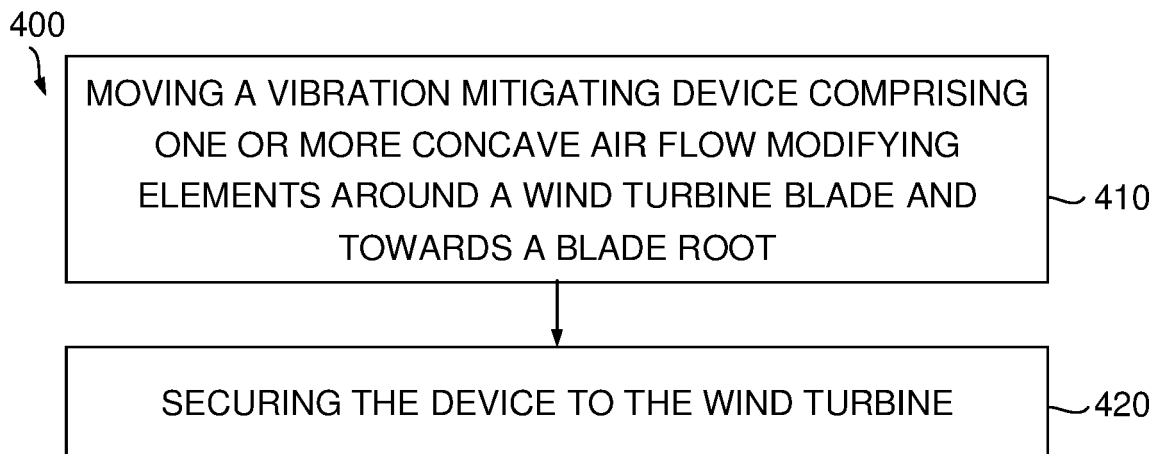 400
MOVING A VIBRATION MITIGATING DEVICE COMPRISING
ONE OR MORE CONCAVE AIR FLOW MODIFYING
ELEMENTS AROUND A WIND TURBINE BLADE AND
TOWARDS A BLADE ROOT
410
SECURING THE DEVICE TO THE WIND TURBINE
420